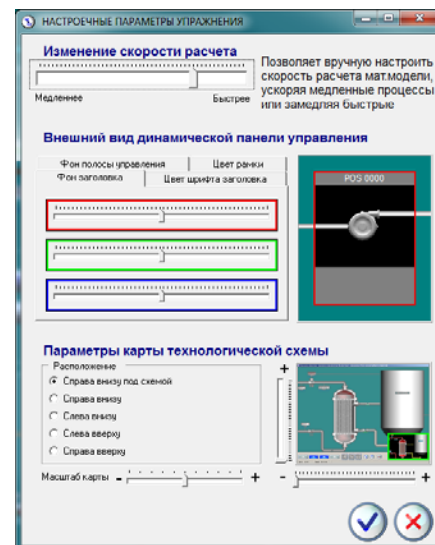 НАСТРОЕЧНЫЕ ПАРАМЕТРЫ УПРАЖНЕНИЯ
Изменение скорости расчета
Медленнее
Быстрее
Позволяет вручную настроить
скорость расчета мат.модели,
ускоряя медленные процессы
или замедляя быстрые
Внешний вид динамической панели управления
Фон полосы управления
Цвет рамки
Фон заголовка
Цвет шрифта заголовка
POS 0000
Параметры карты технологической схемы
Расположение
Справа внизу под схемой
Справа внизу
Слева внизу
Слева вверху
Справа вверху
Масштаб карты - +
+
-
- +